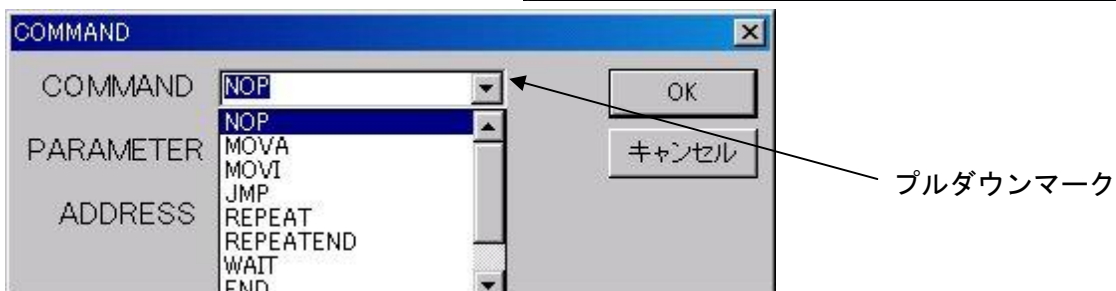 COMMAND
COMMAND NOP OK
NOP
MOVA
PARAMETER キャンセル
MOVI
JMP
プルダウンマーク
ADDRESS
REPEAT
REPEATEND
WAIT
END